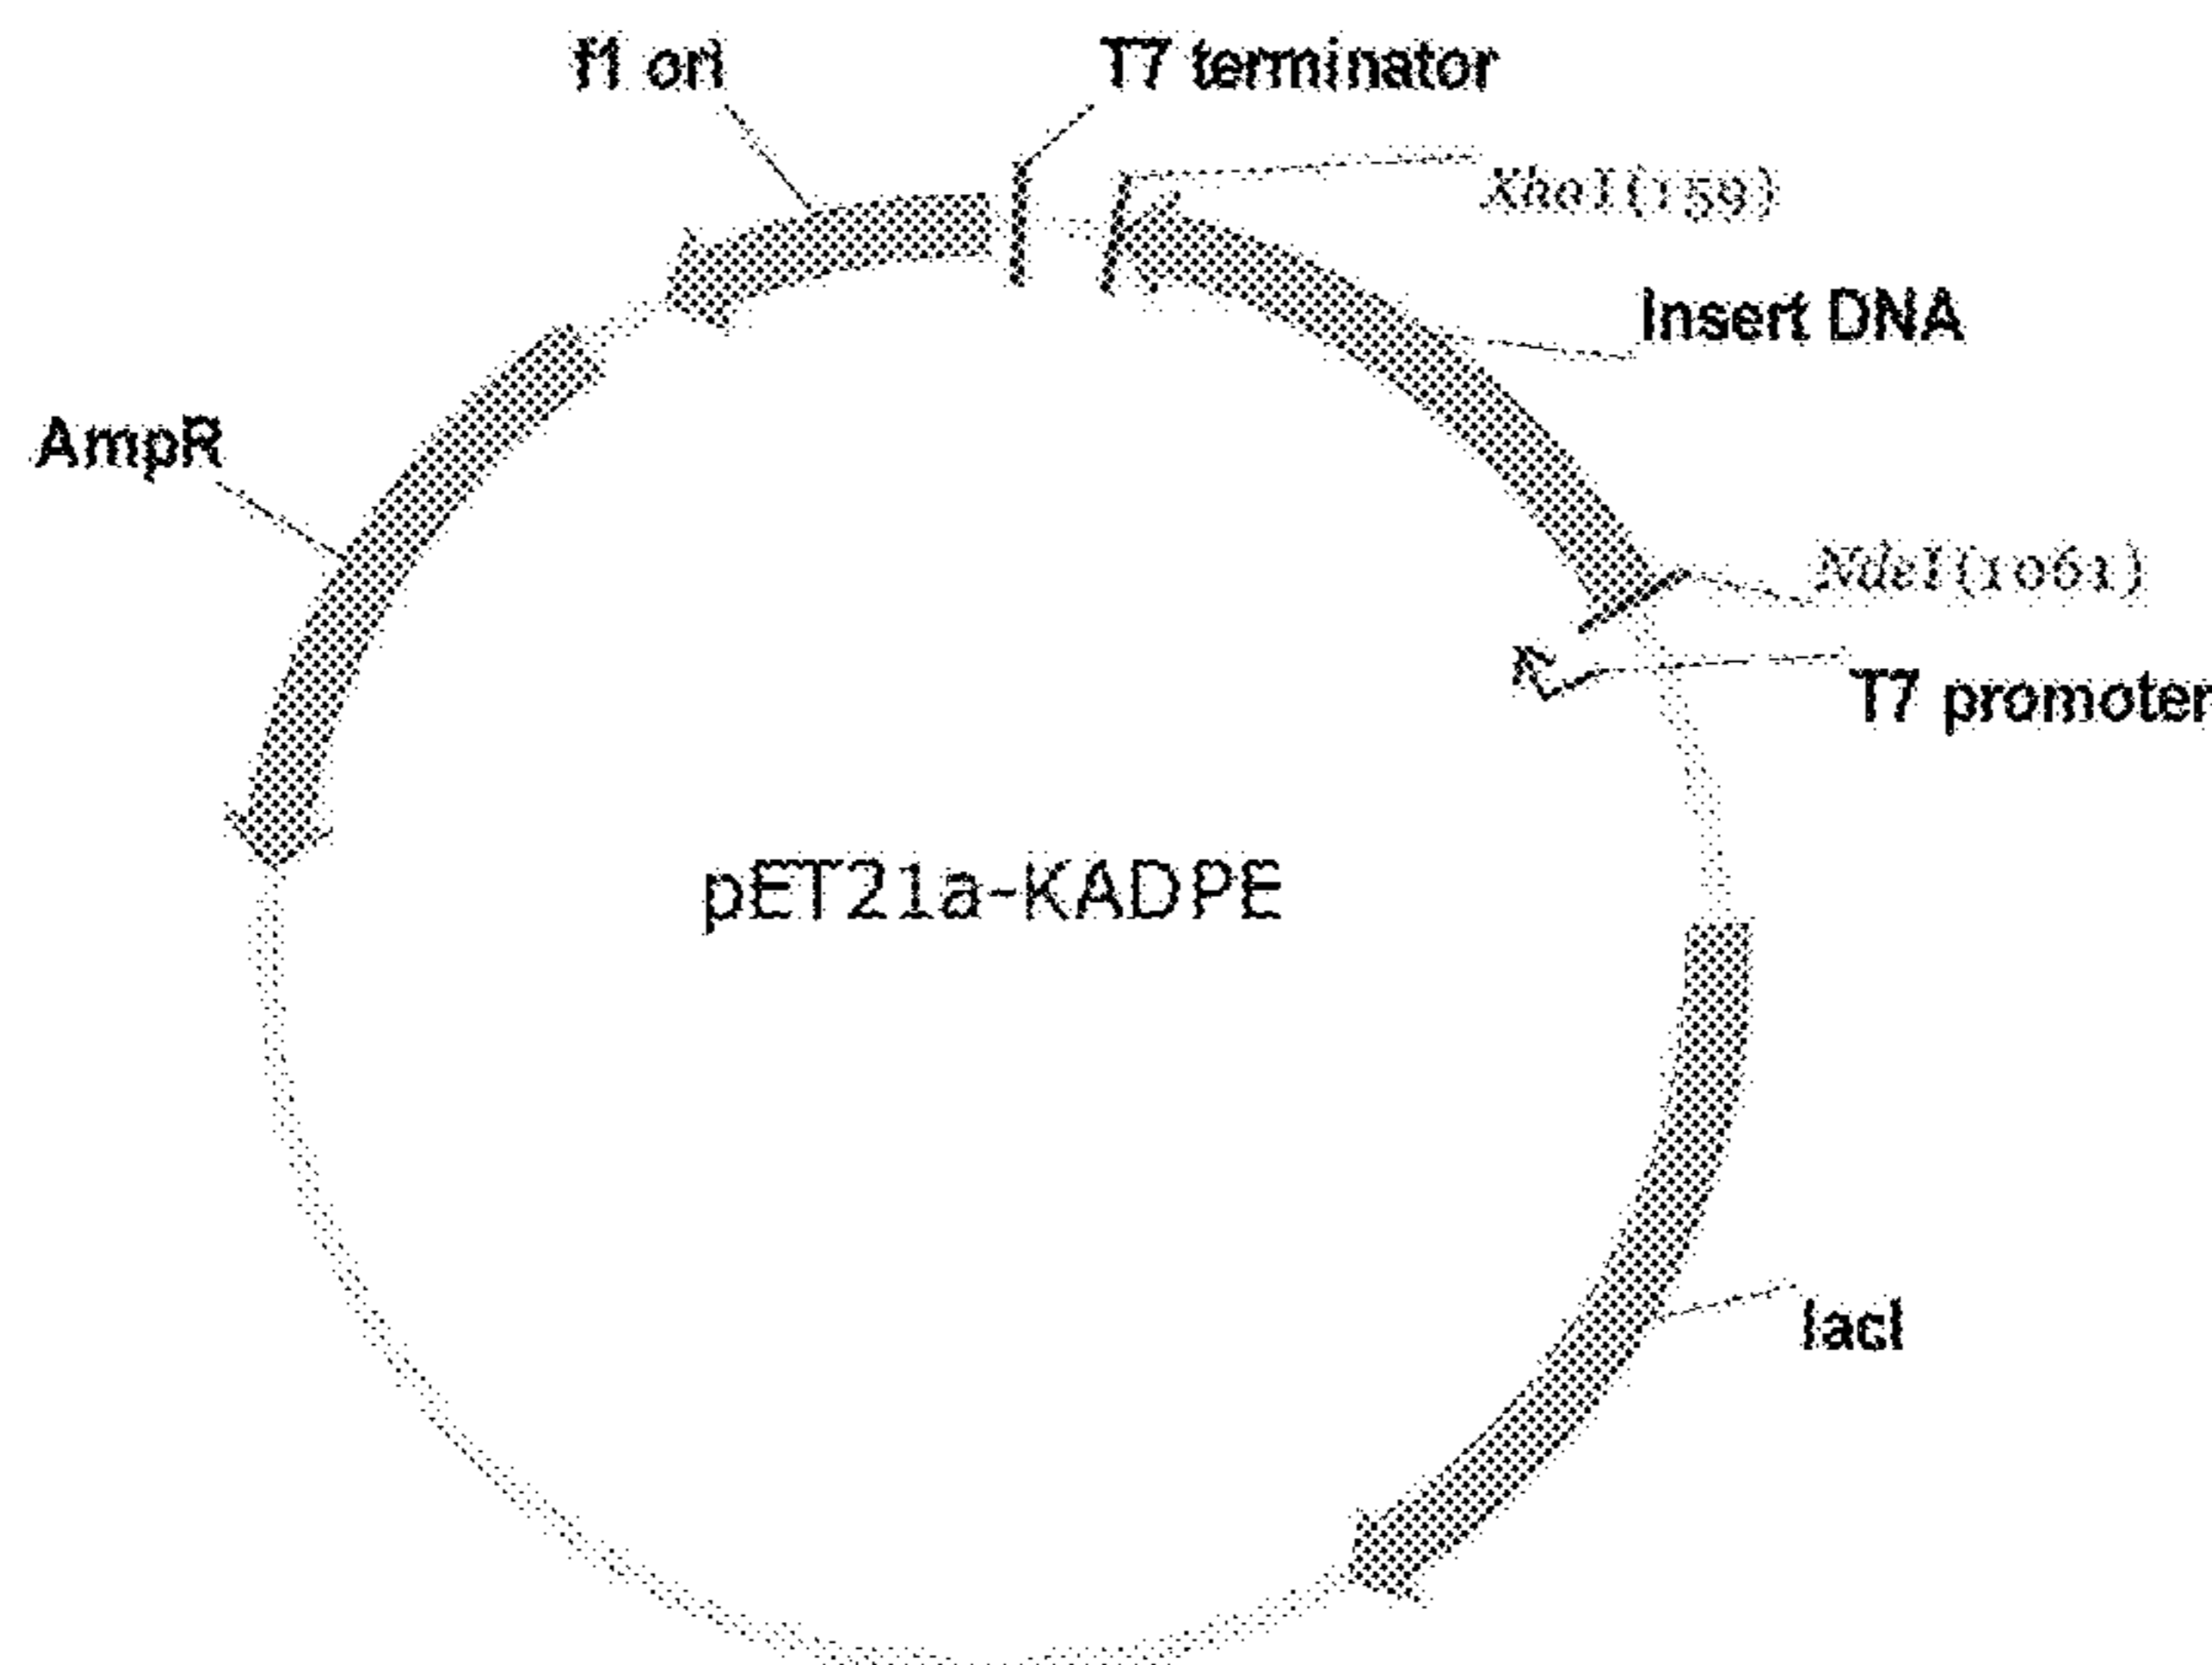 f1 ori
T7 terminator
XhoI(159)
Insert DNA
AmpR
NdeI(1061)
T7 promoter
pET21a-KADPE
lacI